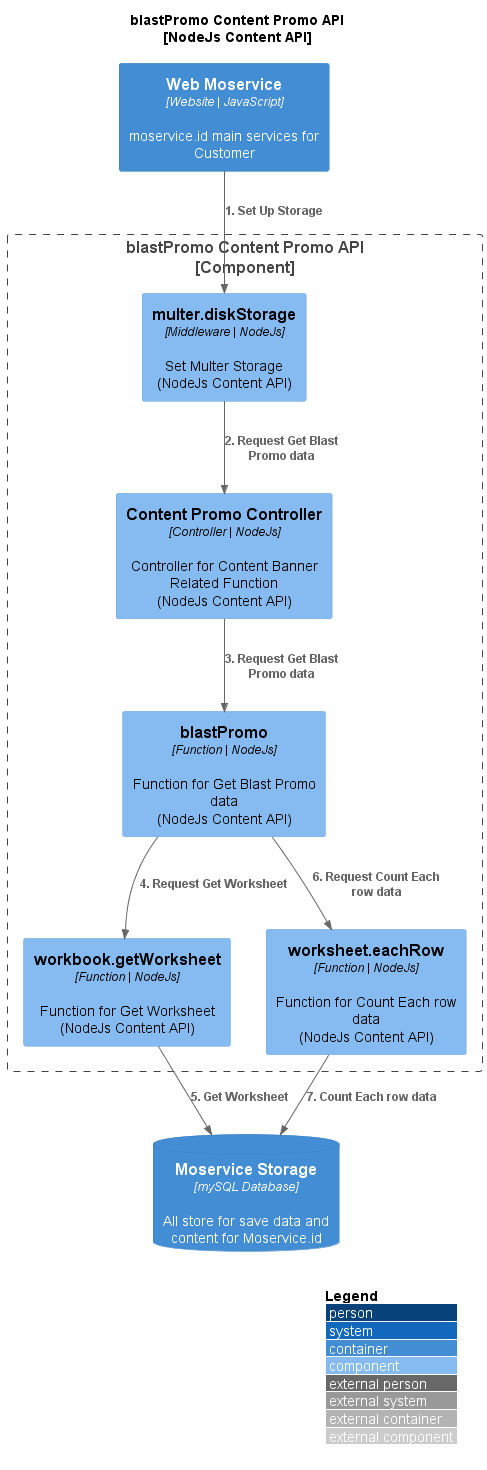 blastPromo Content Promo API
[NodeJs Content API]
Web Moservice
[Website | JavaScript]
moservice.id main services for
Customer
1. Set Up Storage
blastPromo Content Promo API
[Component]
multer.diskStorage
[Middleware | NodeJs]
Set Multer Storage
(NodeJs Content API)
2. Request Get Blast
Promo data
Content Promo Controller
[Controller | NodeJs]
Controller for Content Banner
Related Function
(NodeJs Content API)
3. Request Get Blast
Promo data
blastPromo
[Function | NodeJs]
Function for Get Blast Promo
data
(NodeJs Content API)
4. Request Get Worksheet
6. Request Count Each
row data
workbook.getWorksheet
[Function | NodeJs]
Function for Get Worksheet
(NodeJs Content API)
worksheet.eachRow
[Function | NodeJs]
Function for Count Each row
data
(NodeJs Content API)
5. Get Worksheet
7. Count Each row data
Moservice Storage
[mySQL Database]
All store for save data and
content for Moservice.id
Legend
person
system
container
component
external person
external system
external container
external component